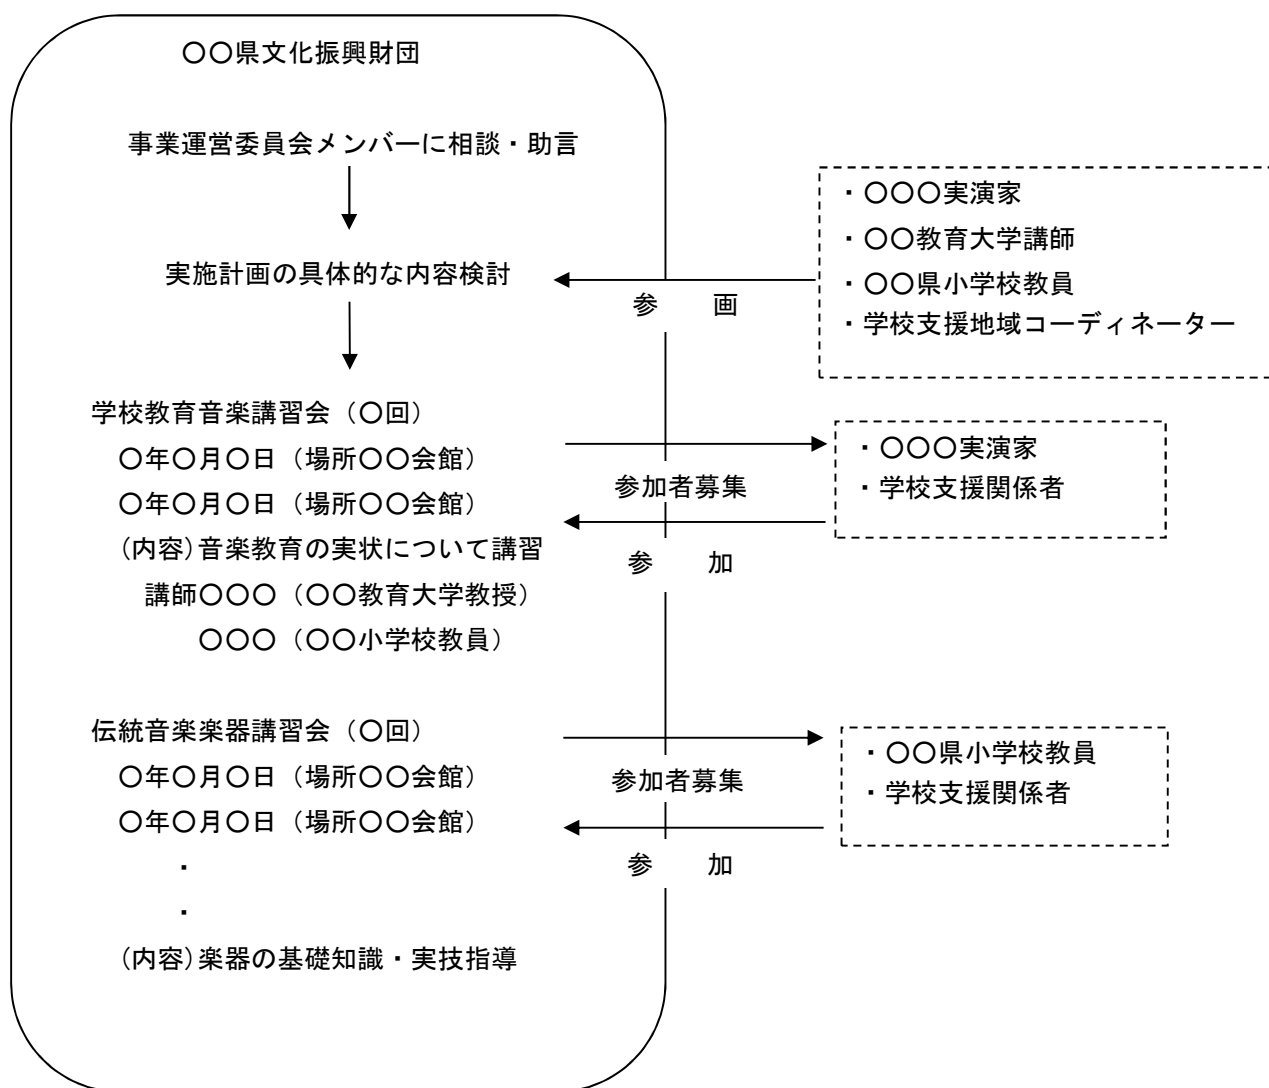 〇〇県文化振興財団
事業運営委員会メンバーに相談・助言
実施計画の具体的な内容検討
参　画
・〇〇〇実演家
・〇〇教育大学講師
・〇〇県小学校教員
・学校支援地域コーディネーター
学校教育音楽講習会（〇回）
〇年〇月〇日（場所〇〇会館）
〇年〇月〇日（場所〇〇会館）
（内容）音楽教育の実状について講習
講師〇〇〇（〇〇教育大学教授）
〇〇〇（〇〇小学校教員）
参加者募集
参　加
・〇〇〇実演家
・学校支援関係者
伝統音楽楽器講習会（〇回）
〇年〇月〇日（場所〇〇会館）
〇年〇月〇日（場所〇〇会館）
・
・
（内容）楽器の基礎知識・実技指導
参加者募集
参　加
・〇〇県小学校教員
・学校支援関係者